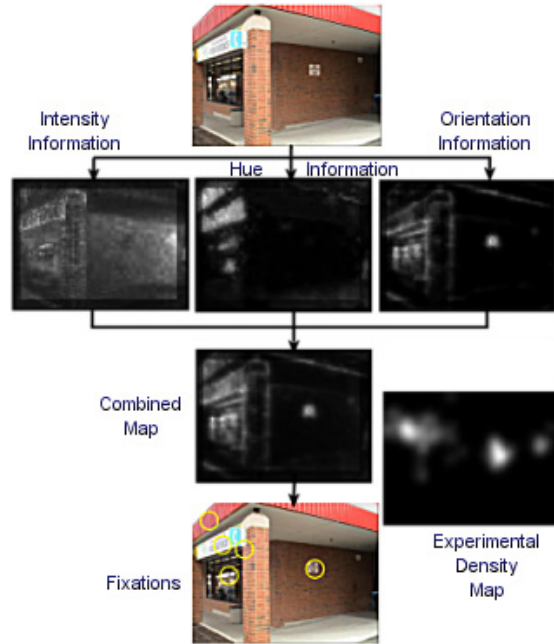 Intensity
Information
Orientation
Information
Hue Information
Combined
Map
Fixations
Experimental
Density
Map